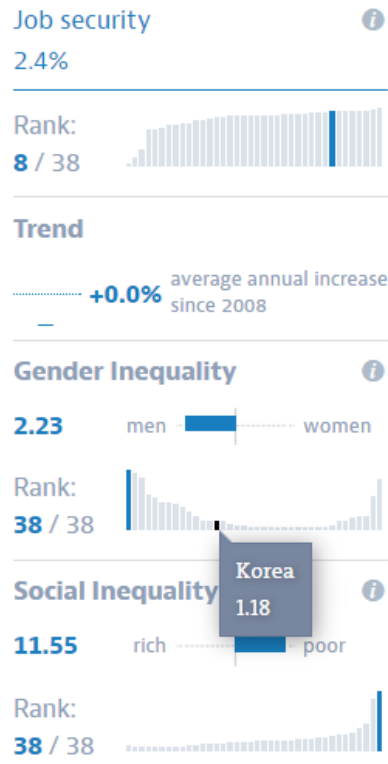 Job security
2.4%
Rank:
8 / 38
Trend
+0.0% average annual increase
since 2008
Gender Inequality
2.23 men women
Rank:
38 / 38
Korea
1.18
Social Inequality
11.55 rich poor
Rank:
38 / 38